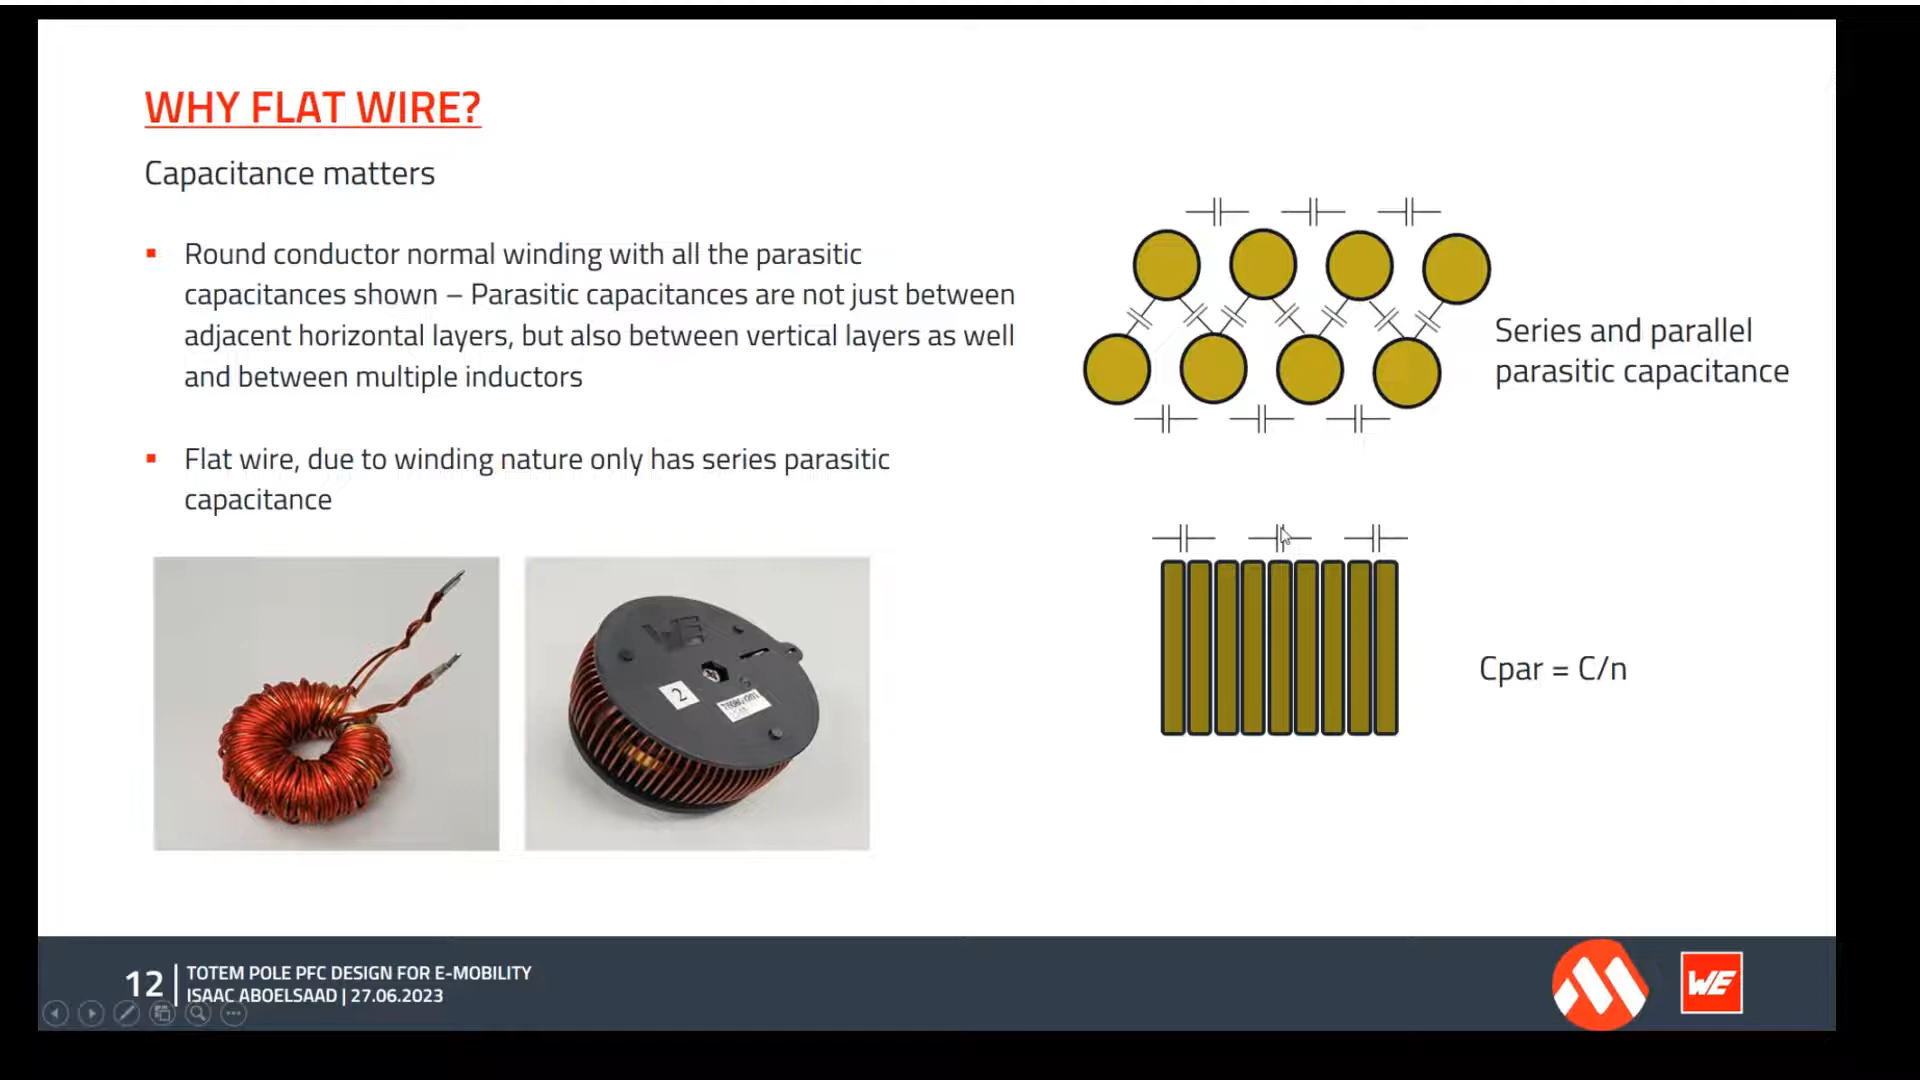 WHY FLAT WIRE?
Capacitance matters
Round conductor normal winding with all the parasitic
capacitances shown – Parasitic capacitances are not just between
adjacent horizontal layers, but also between vertical layers as well
and between multiple inductors
Flat wire, due to winding nature only has series parasitic
capacitance
Series and parallel
parasitic capacitance
Cpar = C/n
WE
2
12
TOTEM POLE PFC DESIGN FOR E-MOBILITY
ISAAC ABOELSAAD | 27.06.2023
WE